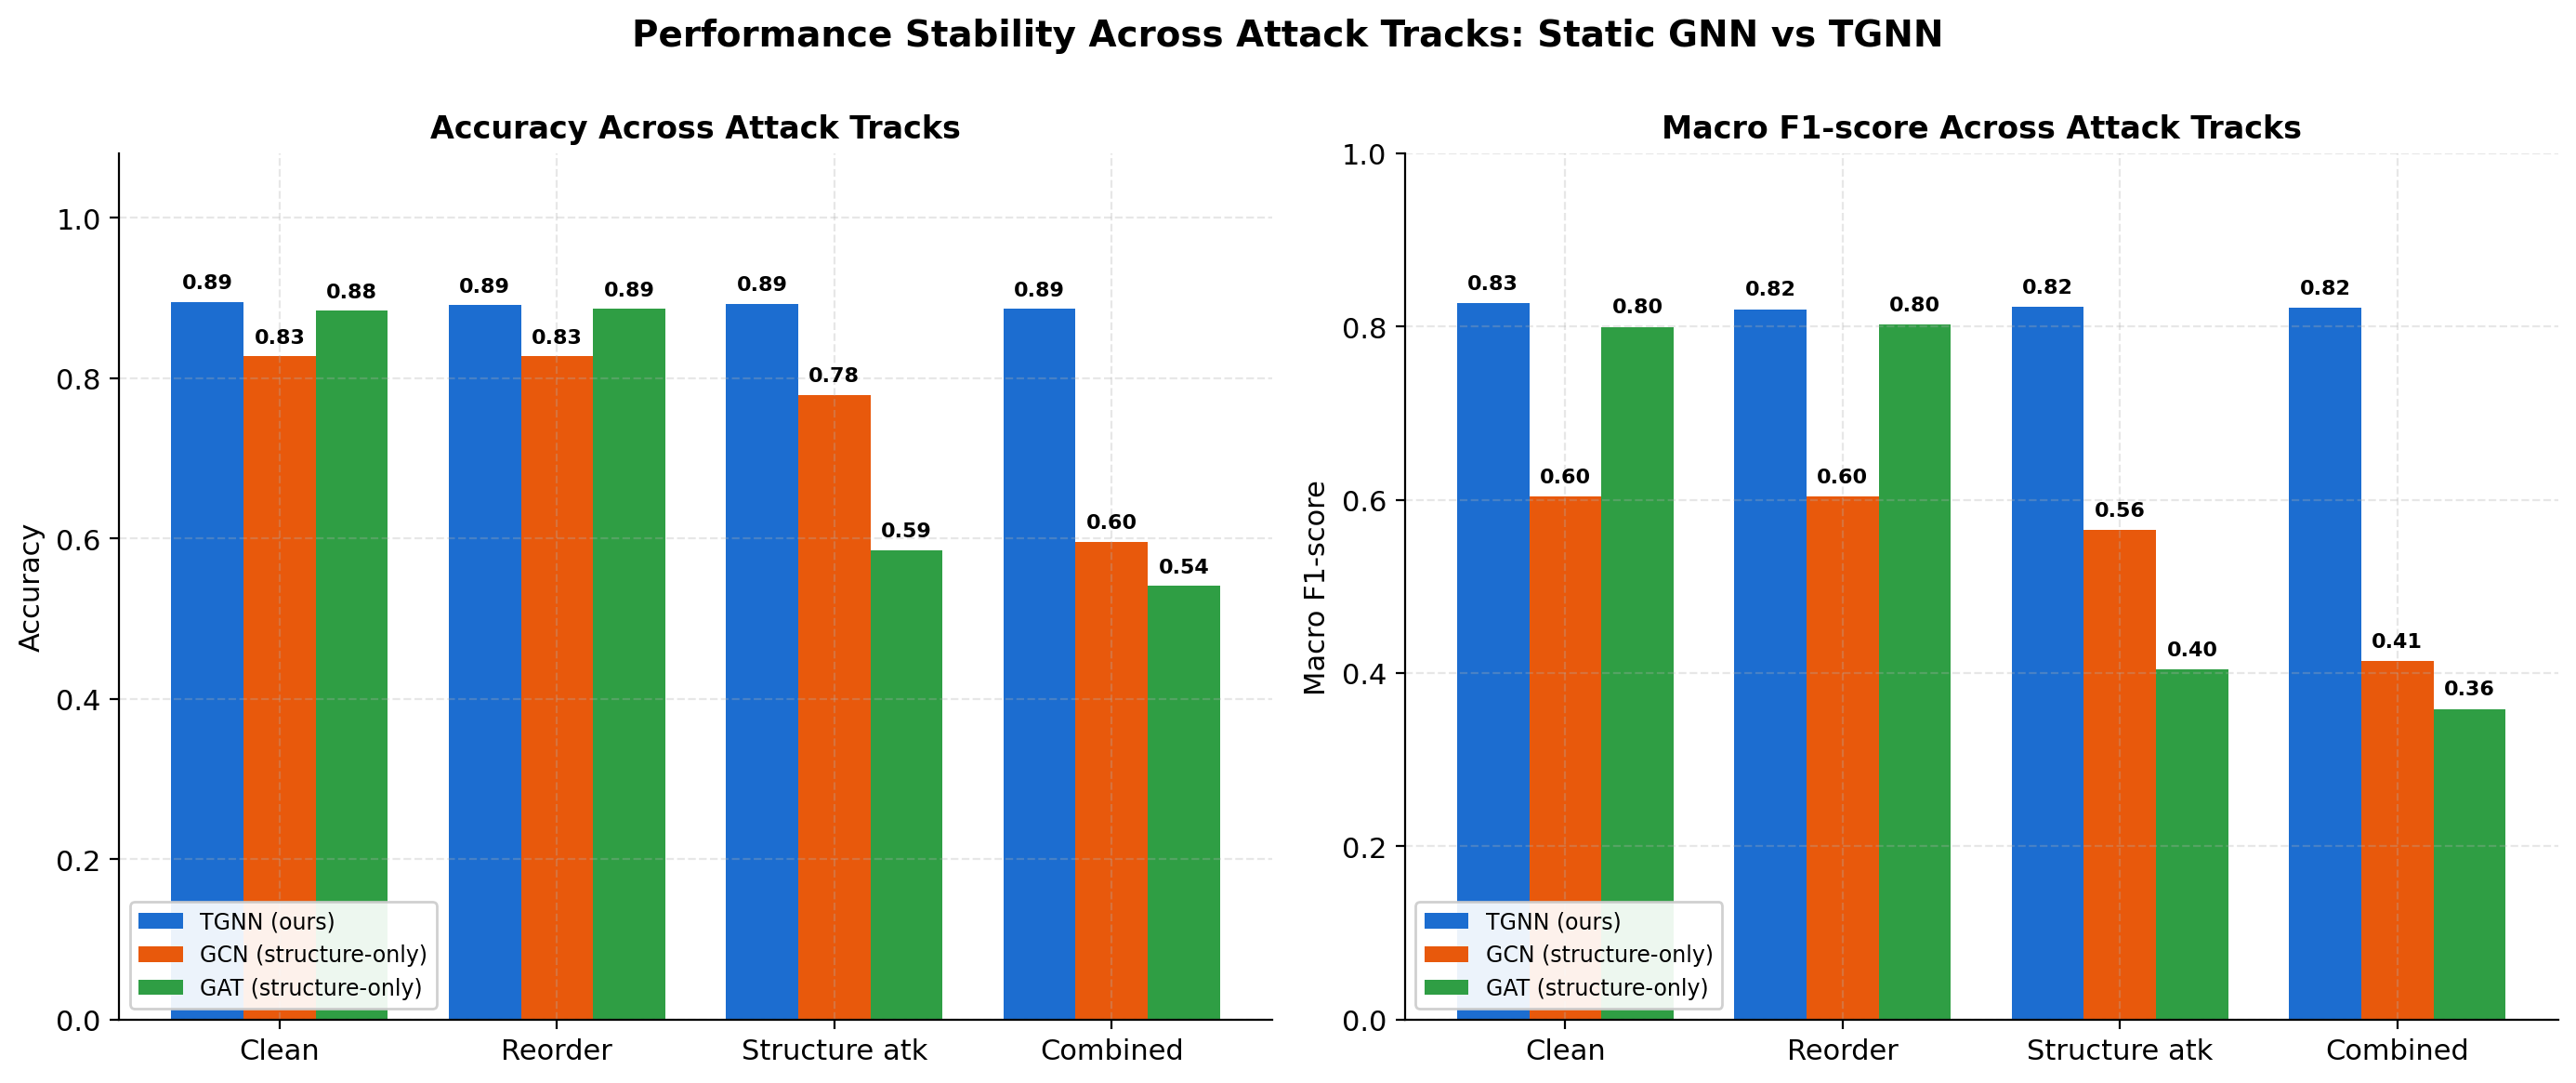 Performance Stability Across Attack Tracks: Static GNN vs TGNN
Accuracy Across Attack Tracks
Accuracy
1.0
0.8
0.6
0.4
0.2
0.0
0.89
0.83
0.88
0.89
0.83
0.89
0.89
0.78
0.59
0.89
0.60
0.54
TGNN (ours)
GCN (structure-only)
GAT (structure-only)
Clean
Reorder
Structure atk
Combined
Macro F1-score Across Attack Tracks
Macro F1-score
1.0
0.8
0.6
0.4
0.2
0.0
0.83
0.60
0.80
0.82
0.60
0.80
0.82
0.56
0.40
0.82
0.41
0.36
TGNN (ours)
GCN (structure-only)
GAT (structure-only)
Clean
Reorder
Structure atk
Combined